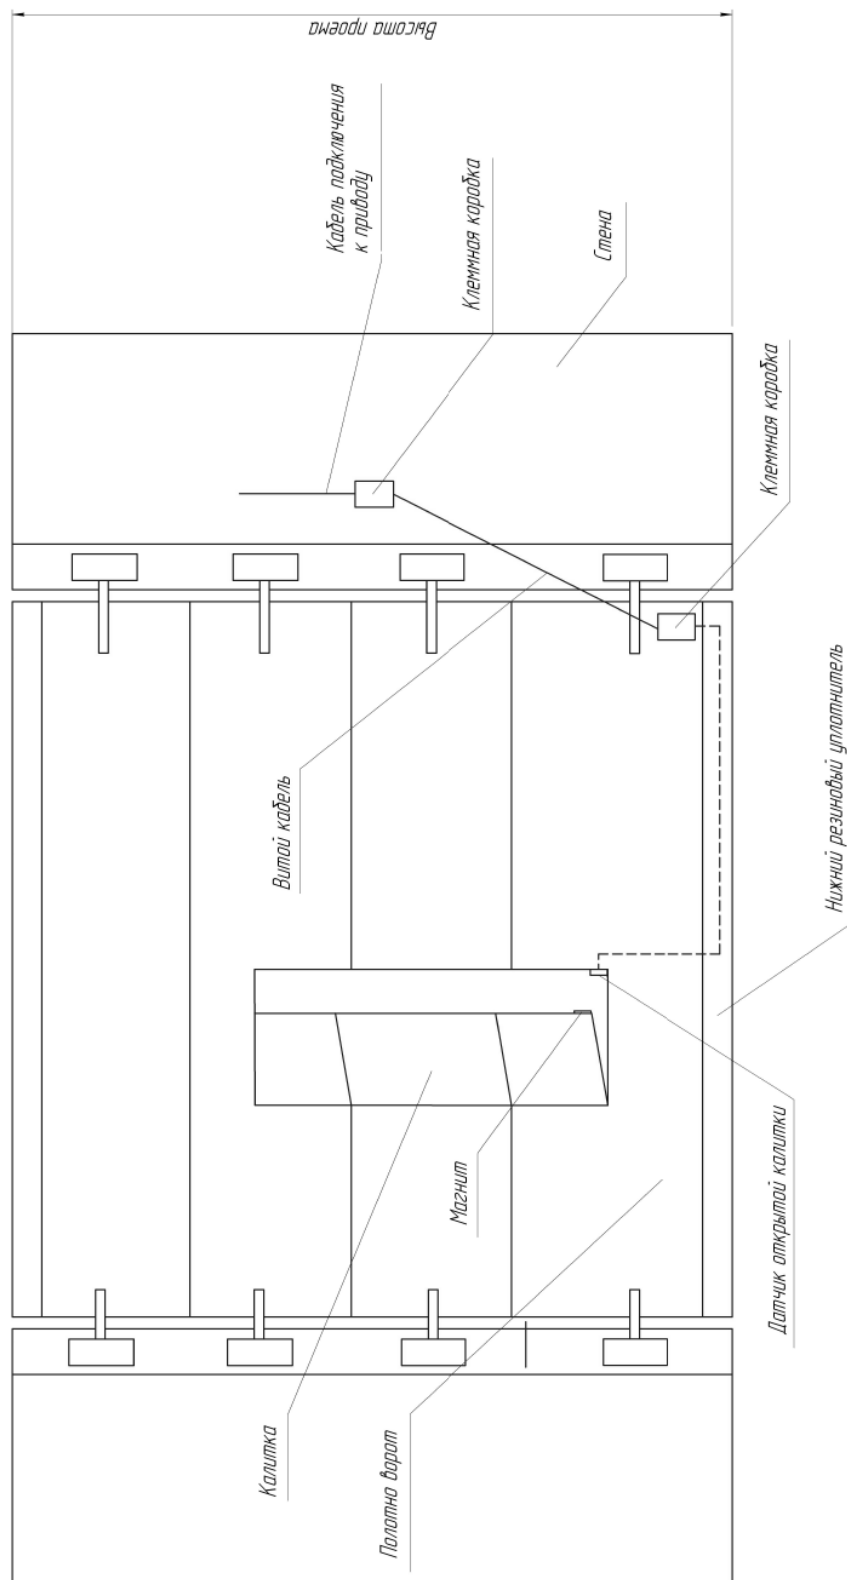 Высота проема
Кабель подключения
к приводу
Клеммная коробка
Стена
Клеммная коробка
Витой кабель
Нижний резиновый уплотнитель
Магнит
Датчик открытой калитки
Калитка
Полотно ворот